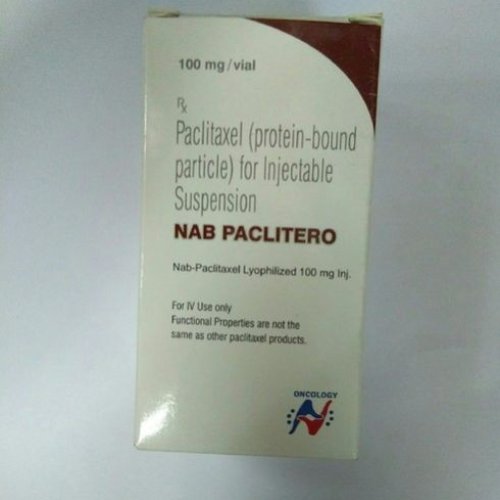 100 mg/vial
Rx
Paclitaxel (protein-bound
particle) for Injectable
Suspension
NAB PACLITERO
Nab-Paclitaxel Lyophilized 100 mg Inj.
For IV Use only
Functional Properties are not the
same as other paclitaxel products.
ONCOLOGY